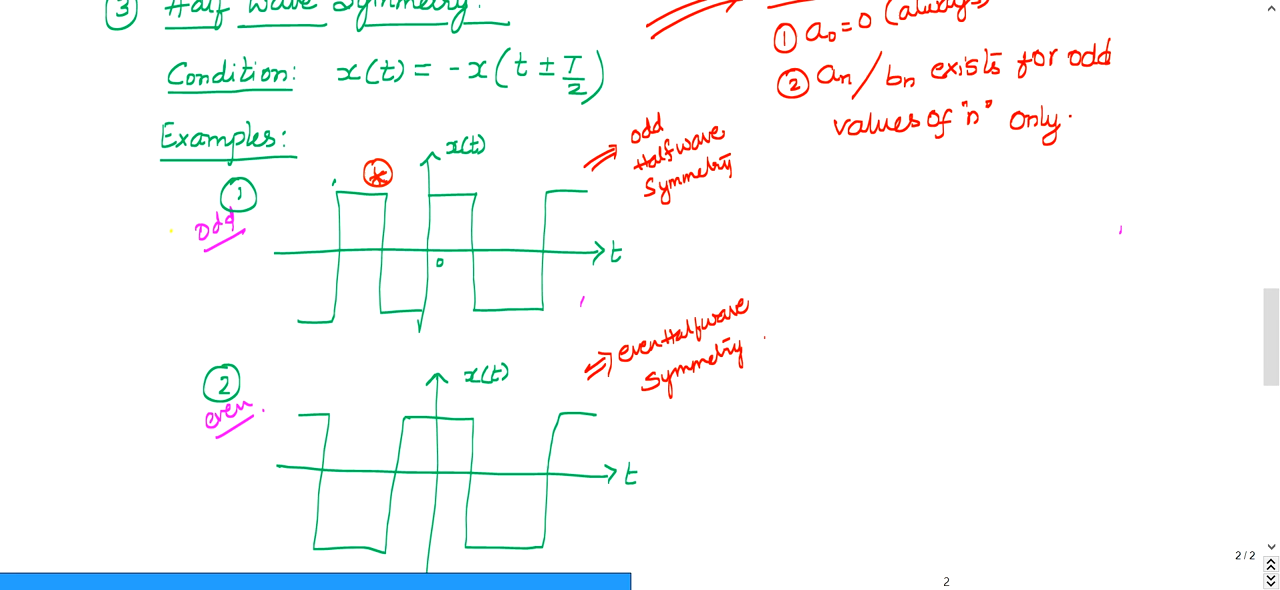 ③ Half Wave Symmetry:
① a₀ = 0 (always)
Condition: x(t) = -x(t ± T/2)
② an/bn exists for odd
values of "n" only.
Examples:
① x(t)
odd
Halfwave
Symmetry
odd
t
0
② x(t)
even Halfwave
Symmetry
even.
t
2 / 2
2